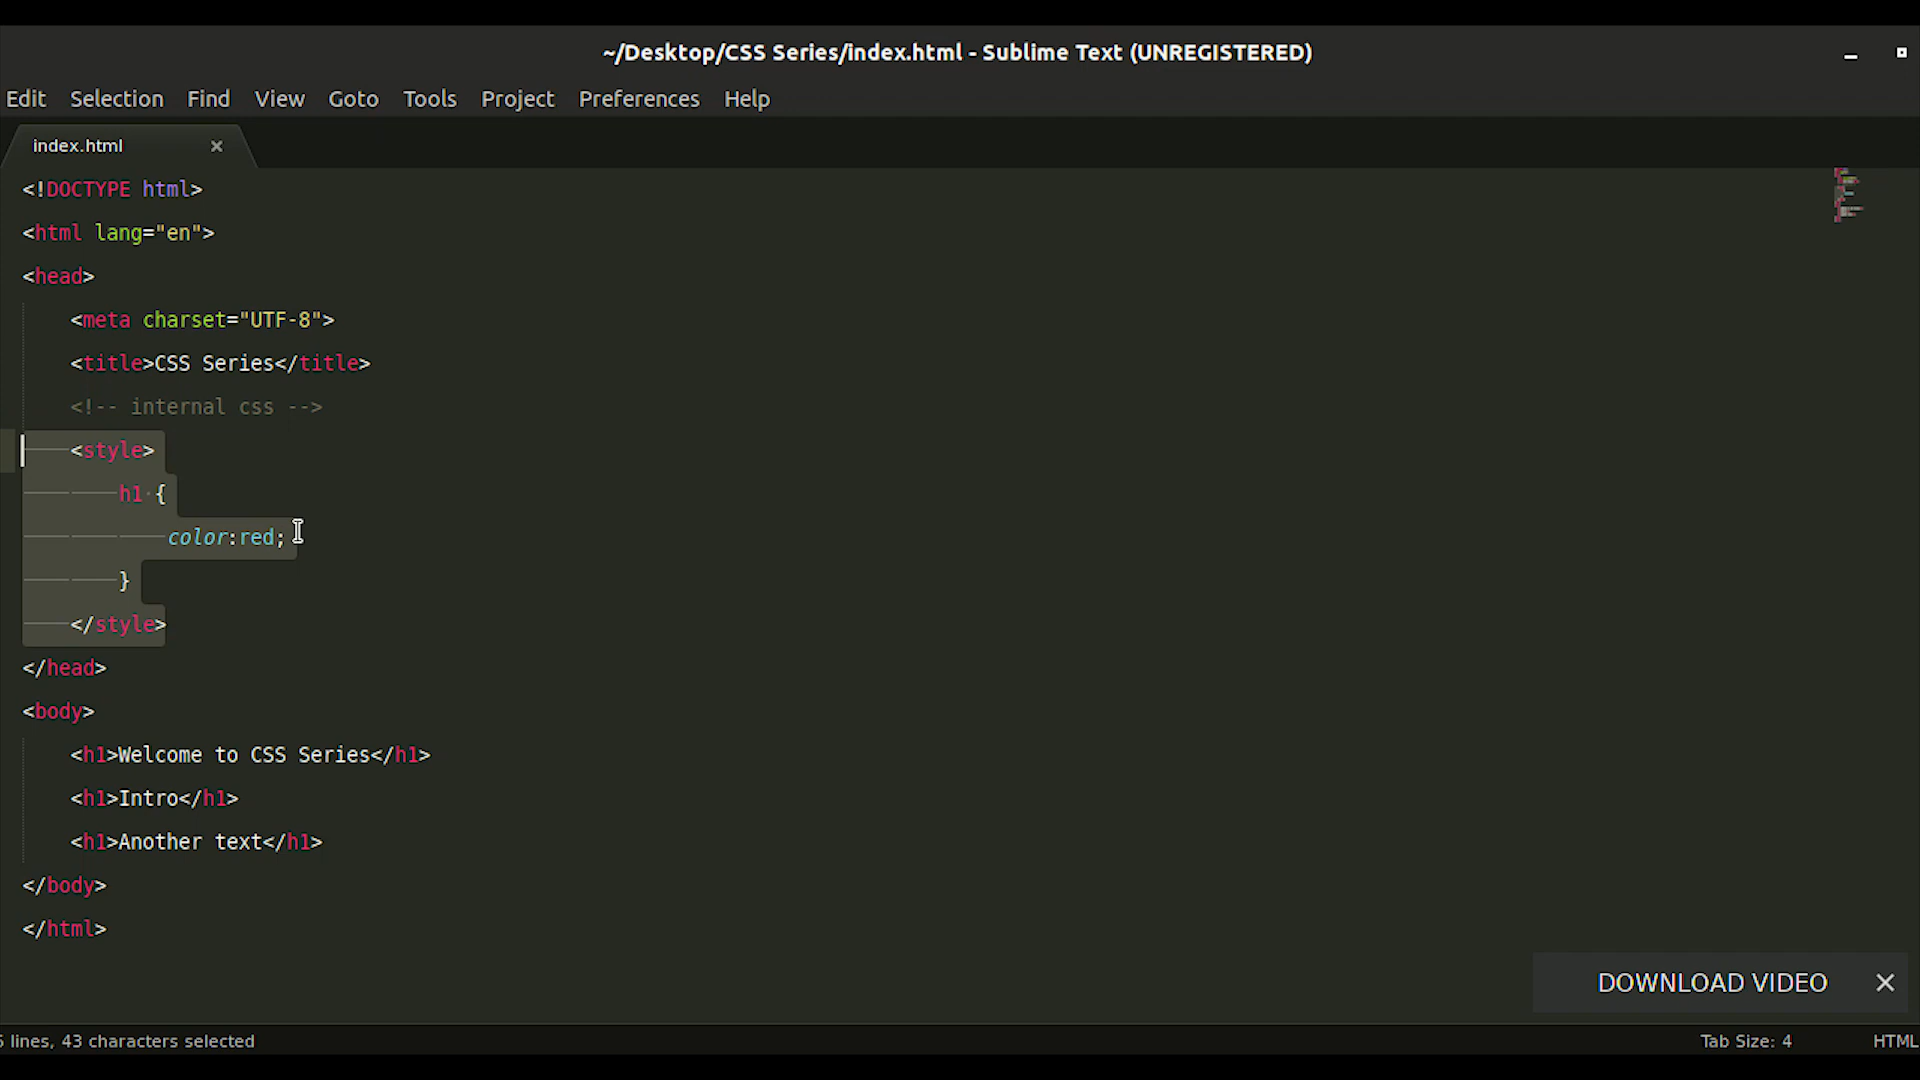 ~/Desktop/CSS Series/index.html - Sublime Text (UNREGISTERED)
Edit Selection Find View Goto Tools Project Preferences Help
index.html
<!DOCTYPE html>
<html lang="en">
<head>
<meta charset="UTF-8">
<title>CSS Series</title>
<!-- internal css -->
<style>
h1 {
color:red;
}
</style>
</head>
<body>
<h1>Welcome to CSS Series</h1>
<h1>Intro</h1>
<h1>Another text</h1>
</body>
</html>
DOWNLOAD VIDEO
lines, 43 characters selected
Tab Size: 4
HTML